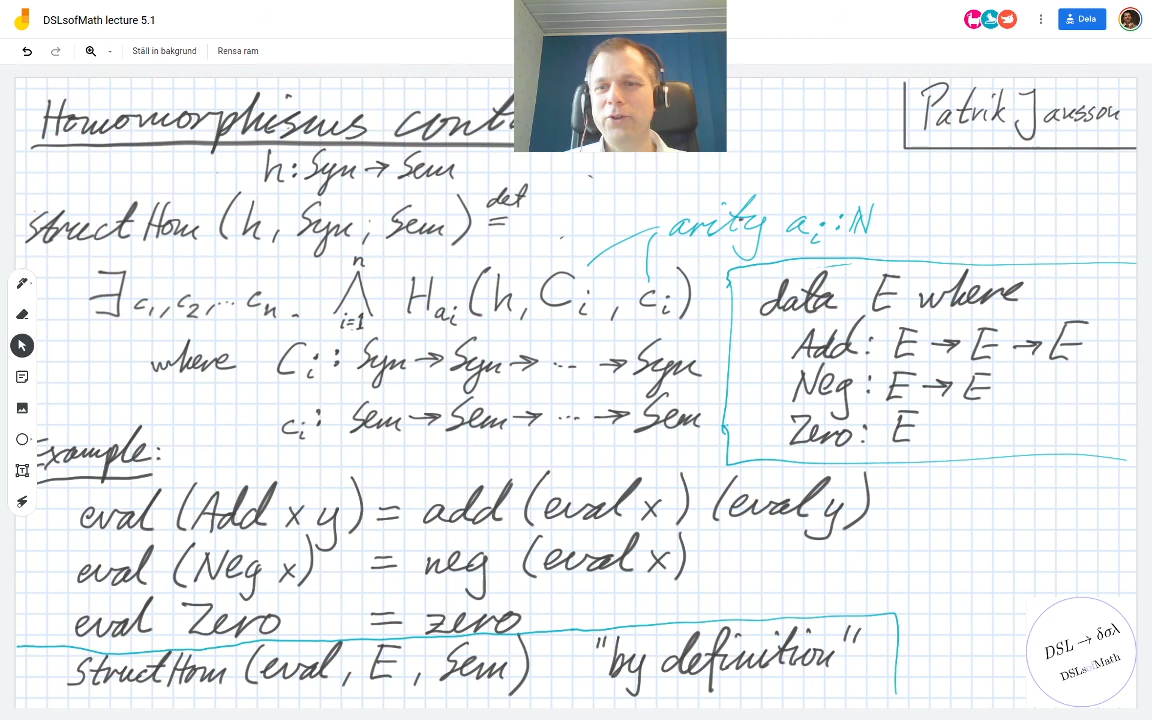 DSLsofMath lecture 5.1
Dela
Ställ in bakgrund
Rensa ram
Homomorphisms cont.
Patrik Jansson
h : Syn → Sem
StructHom (h, Syn, Sem) def =
arity aᵢ :: N
∃ c₁, c₂, ... cₙ . ⋀ⁿᵢ₌₁ Hₐᵢ (h, Cᵢ, cᵢ)
where Cᵢ : Syn → Syn → ... → Syn
cᵢ : Sem → Sem → ... → Sem
data E where
Add : E → E → E
Neg : E → E
Zero : E
Example:
eval (Add x y) = add (eval x) (eval y)
eval (Neg x) = neg (eval x)
eval Zero = zero
StructHom (eval, E, Sem) "by definition"
DSL → δσλ
DSLsofMath